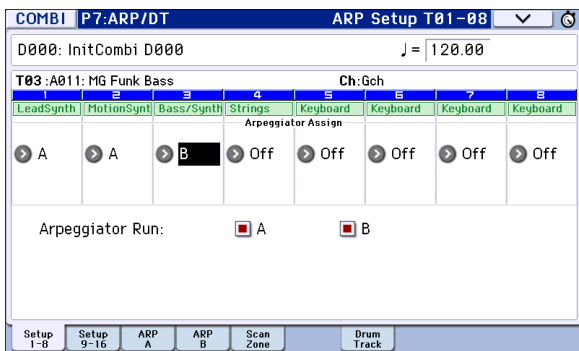 COMBI P7:ARP/DT ARP Setup T01-08
D000: InitCombi D000 ♩= 120.00
T03 :A011: MG Funk Bass Ch:Gch
1 2 3 4 5 6 7 8
LeadSynth MotionSynt Bass/Synth Strings Keyboard Keyboard Keyboard Keyboard
Arpeggiator Assign
A A B Off Off Off Off Off
Arpeggiator Run: A B
Setup 1-8 Setup 9-16 ARP A ARP B Scan Zone Drum Track